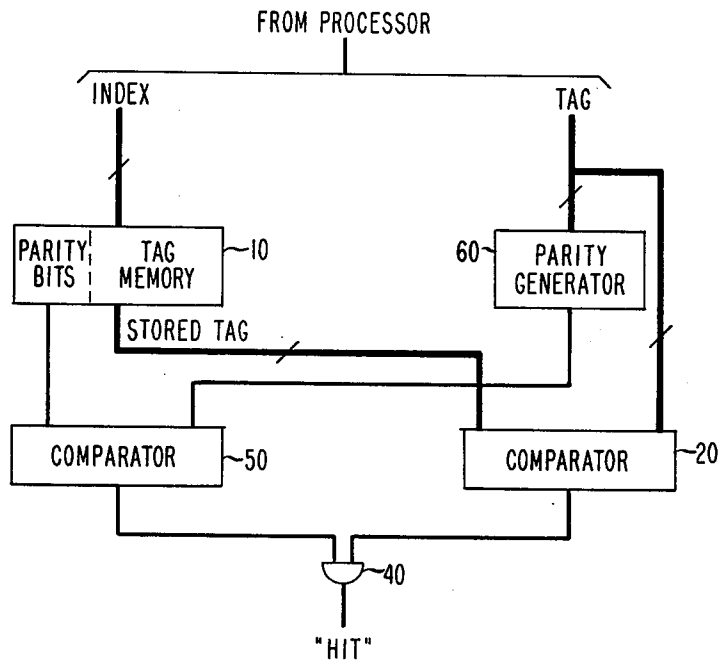 FROM PROCESSOR
INDEX
TAG
PARITY BITS
TAG MEMORY
10
60
PARITY GENERATOR
STORED TAG
COMPARATOR
50
COMPARATOR
20
40
"HIT"